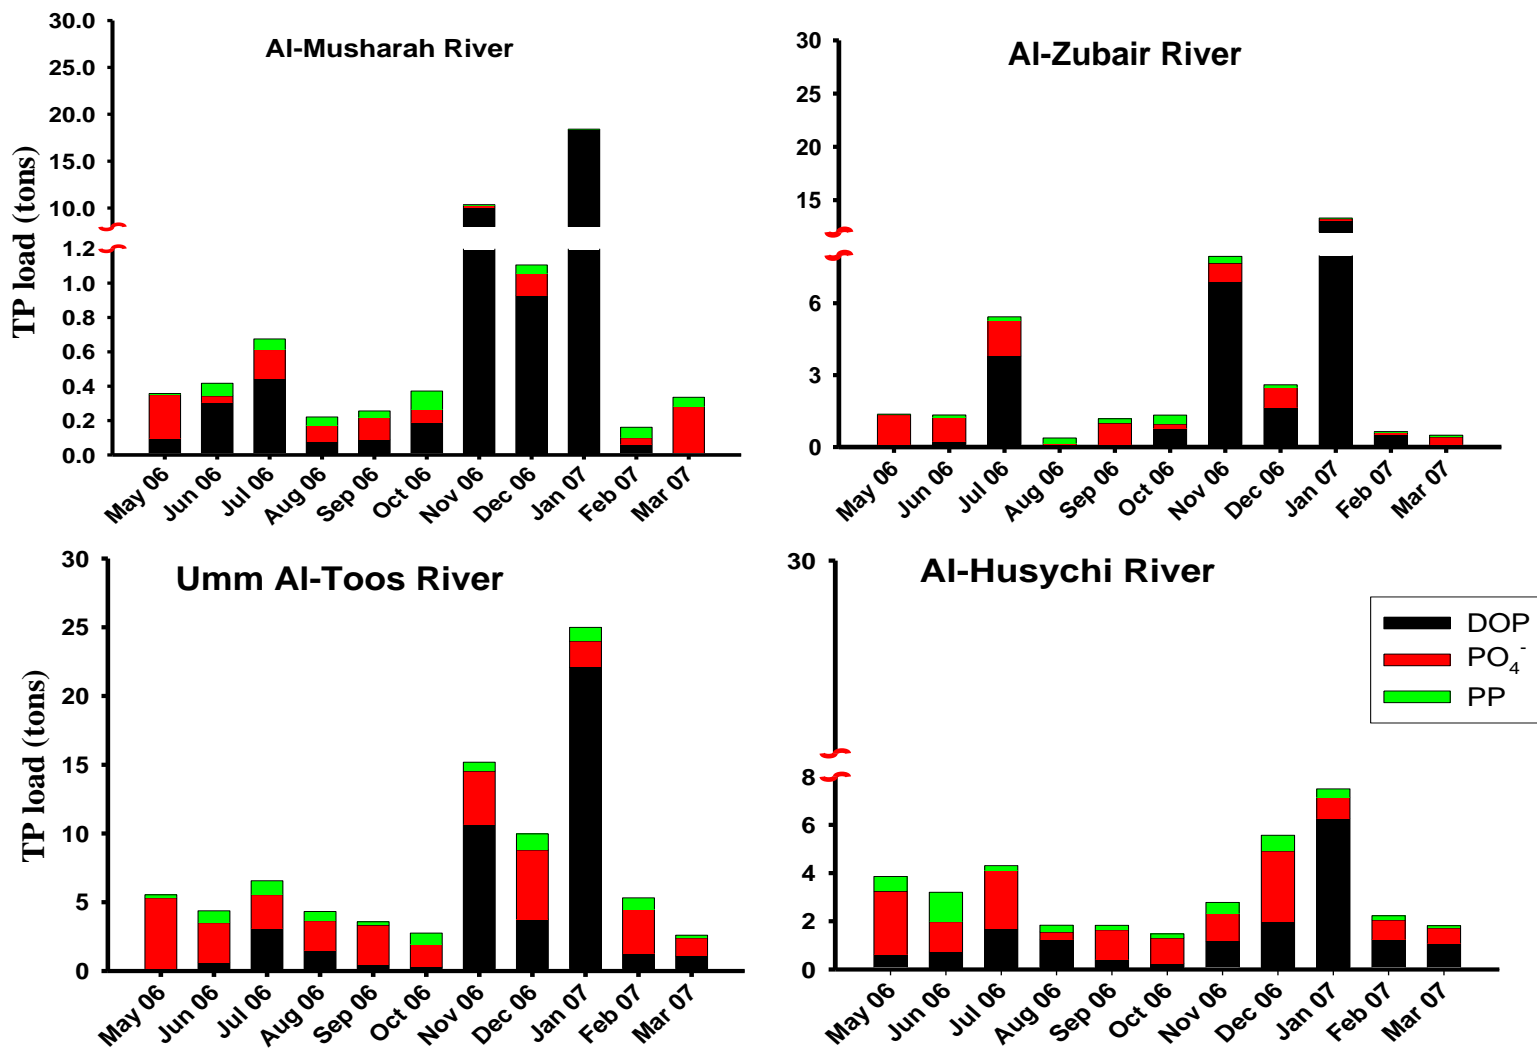 Al-Musharah River
TP load (tons)
30.0
25.0
20.0
15.0
10.0
1.2
1.0
0.8
0.6
0.4
0.2
0.0
May 06 Jun 06 Jul 06 Aug 06 Sep 06 Oct 06 Nov 06 Dec 06 Jan 07 Feb 07 Mar 07
Al-Zubair River
30
25
20
15
6
3
0
May 06 Jun 06 Jul 06 Aug 06 Sep 06 Oct 06 Nov 06 Dec 06 Jan 07 Feb 07 Mar 07
Umm Al-Toos River
TP load (tons)
30
25
20
15
10
5
0
May 06 Jun 06 Jul 06 Aug 06 Sep 06 Oct 06 Nov 06 Dec 06 Jan 07 Feb 07 Mar 07
Al-Husychi River
30
8
6
4
2
0
May 06 Jun 06 Jul 06 Aug 06 Sep 06 Oct 06 Nov 06 Dec 06 Jan 07 Feb 07 Mar 07
DOP
PO₄⁻
PP